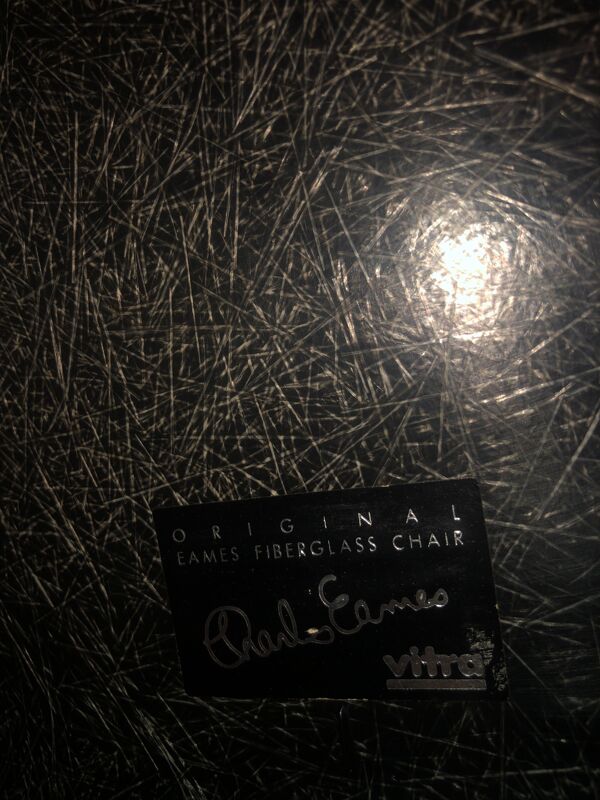 ORIGINAL
EAMES FIBERGLASS CHAIR
Charles Eames
vitra